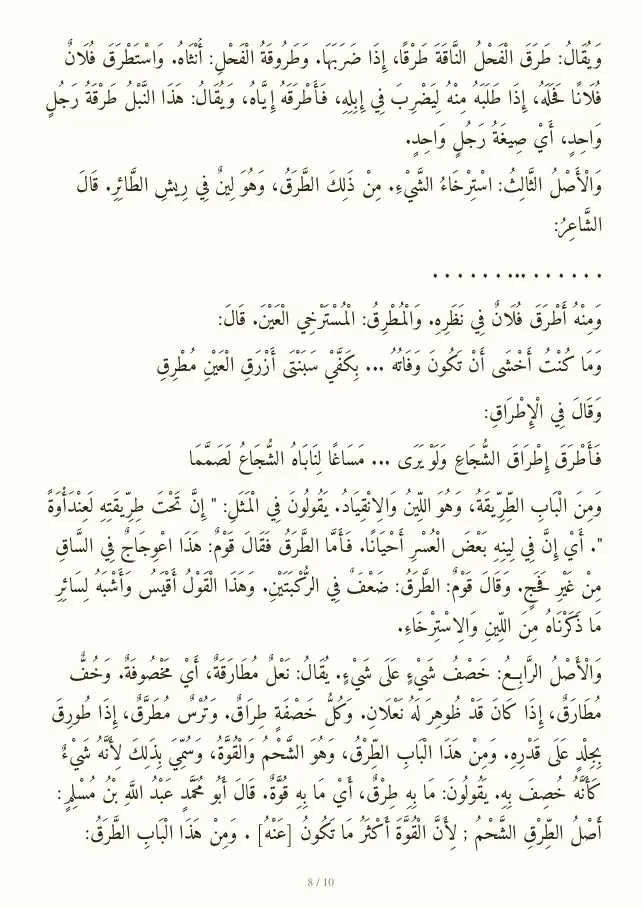 وَيُقَالُ: طَرَقَ الْفَحْلُ النَّاقَةَ طَرْقًا، إِذَا ضَرَبَهَا. وَطَرُوقَةُ الْفَحْلِ: أُنْثَاهُ. وَاسْتَطْرَقَ فُلَانٌ
فُلَانًا فَحْلَهُ، إِذَا طَلَبَهُ مِنْهُ لِيَضْرِبَ فِي إِبِلِهِ، فَأَطْرَقَهُ إِيَّاهُ، وَيُقَالُ: هَذَا النَّبْلُ طَرْقَةُ رَجُلٍ
وَاحِدٍ، أَيْ صِيغَةُ رَجُلٍ وَاحِدٍ.
وَالْأَصْلُ الثَّالِثُ: اسْتِرْخَاءُ الشَّيْءِ. مِنْ ذَلِكَ الطَّرَقُ، وَهُوَ لِينٌ فِي رِيشِ الطَّائِرِ. قَالَ
الشَّاعِرُ:
. . . . . . ... . . . . . .
وَمِنْهُ أَطْرَقَ فُلَانٌ فِي نَظَرِهِ. وَالْمُطْرِقُ: الْمُسْتَرْخِي الْعَيْنَ. قَالَ:
وَمَا كُنْتُ أَخْشَى أَنْ تَكُونَ وَفَاتُهُ ... بِكَفَّيْ سَبَنْتَى أَزْرَقِ الْعَيْنِ مُطْرِقِ
وَقَالَ فِي الْإِطْرَاقِ:
فَأَطْرَقَ إِطْرَاقَ الشُّجَاعِ وَلَوْ يَرَى ... مَسَاغًا لِنَابَاهُ الشُّجَاعُ لَصَمَّمَا
وَمِنَ الْبَابِ الطِّرِّيقَةُ، وَهُوَ اللِّينُ وَالِانْقِيَادُ. يَقُولُونَ فِي الْمَثَلِ: " إِنَّ تَحْتَ طِرِّيقَتِهِ لَعِنْدَأْوَةً
". أَيْ إِنَّ فِي لِينِهِ بَعْضَ الْعُسْرِ أَحْيَانًا. فَأَمَّا الطَّرَقُ فَقَالَ قَوْمٌ: هَذَا اعْوِجَاجٌ فِي السَّاقِ
مِنْ غَيْرِ فَحَجٍ. وَقَالَ قَوْمٌ: الطَّرَقُ: ضَعْفٌ فِي الرُّكْبَتَيْنِ. وَهَذَا الْقَوْلُ أَقْيَسُ وَأَشْبَهُ لِسَائِرِ
مَا ذَكَرْنَاهُ مِنَ اللِّينِ وَالِاسْتِرْخَاءِ.
وَالْأَصْلُ الرَّابِعُ: خَصْفُ شَيْءٍ عَلَى شَيْءٍ. يُقَالُ: نَعْلٌ مُطَارَقَةٌ، أَيْ مَخْصُوفَةٌ. وَخُفٌّ
مُطَارَقٌ، إِذَا كَانَ قَدْ ظُوهِرَ لَهُ نَعْلَانِ. وَكُلُّ خَصْفَةٍ طِرَاقٌ. وَتُرْسٌ مُطَرَّقٌ، إِذَا طُورِقَ
بِجِلْدٍ عَلَى قَدْرِهِ. وَمِنْ هَذَا الْبَابِ الطِّرْقُ، وَهُوَ الشَّحْمُ وَالْقُوَّةُ، وَسُمِّيَ بِذَلِكَ لِأَنَّهُ شَيْءٌ
كَأَنَّهُ خُصِفَ بِهِ. يَقُولُونَ: مَا بِهِ طِرْقٌ، أَيْ مَا بِهِ قُوَّةٌ. قَالَ أَبُو مُحَمَّدٍ عَبْدُ اللَّهِ بْنُ مُسْلِمٍ:
أَصْلُ الطِّرْقِ الشَّحْمُ ; لِأَنَّ الْقُوَّةَ أَكْثَرُ مَا تَكُونُ [عَنْهُ] . وَمِنْ هَذَا الْبَابِ الطَّرَقُ:
8 / 10